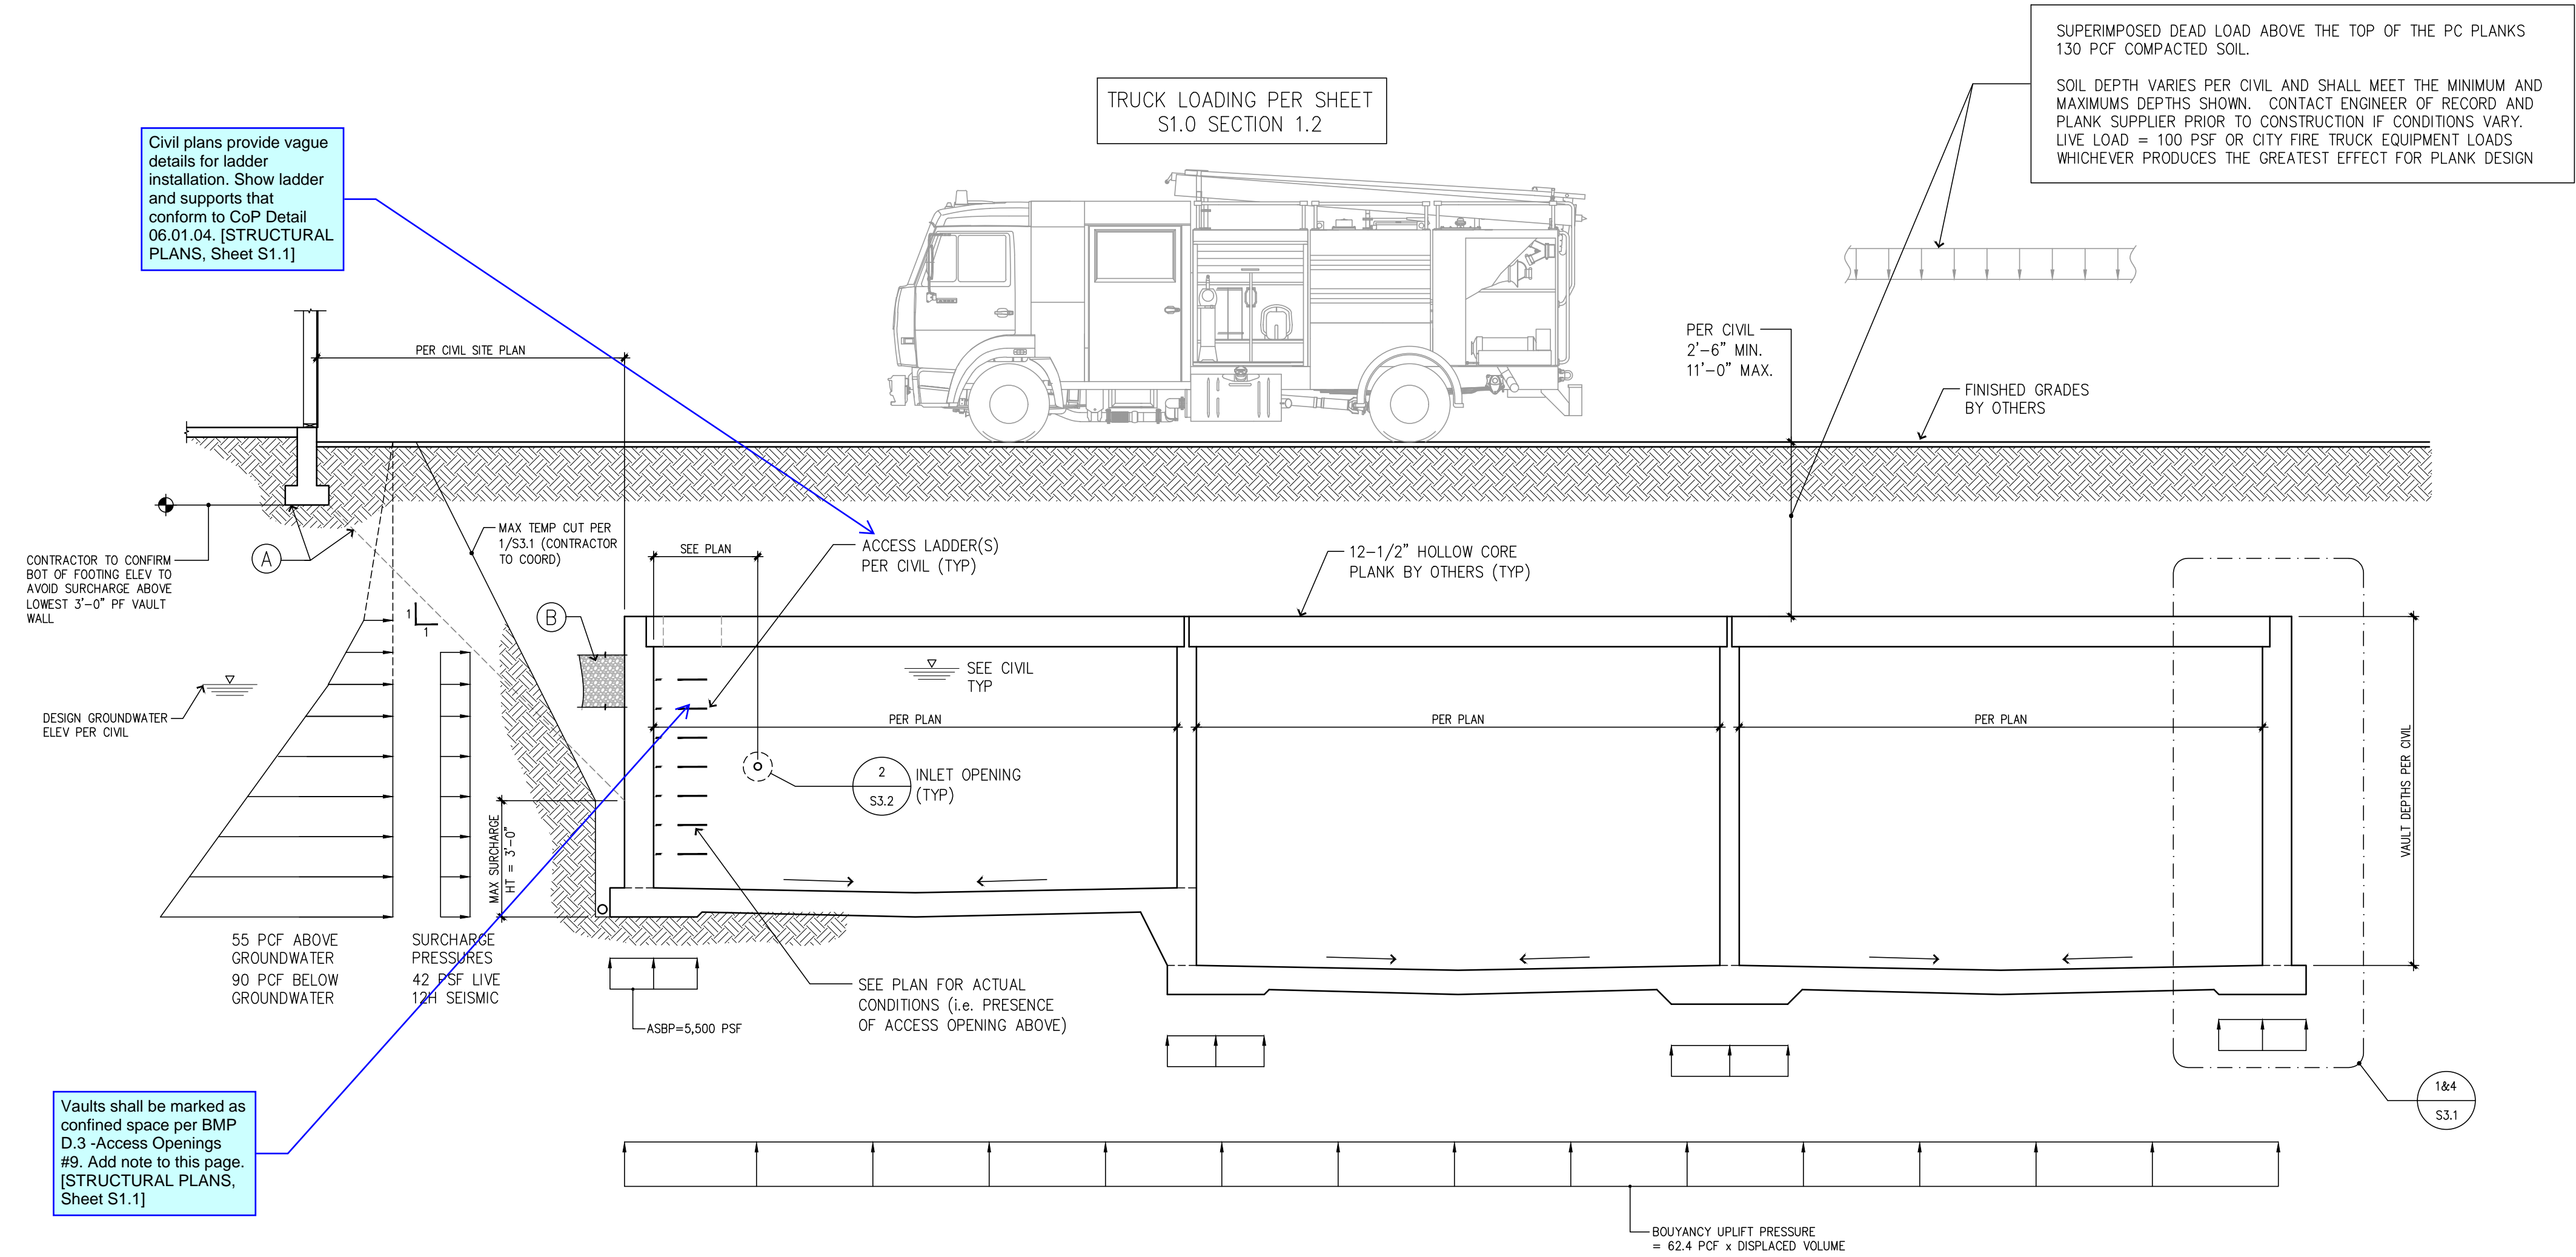 SUPERIMPOSED DEAD LOAD ABOVE THE TOP OF THE PC PLANKS
130 PCF COMPACTED SOIL.
SOIL DEPTH VARIES PER CIVIL AND SHALL MEET THE MINIMUM AND
MAXIMUMS DEPTHS SHOWN. CONTACT ENGINEER OF RECORD AND
PLANK SUPPLIER PRIOR TO CONSTRUCTION IF CONDITIONS VARY.
LIVE LOAD = 100 PSF OR CITY FIRE TRUCK EQUIPMENT LOADS
WHICHEVER PRODUCES THE GREATEST EFFECT FOR PLANK DESIGN
TRUCK LOADING PER SHEET
S1.0 SECTION 1.2
Civil plans provide vague
details for ladder
installation. Show ladder
and supports that
conform to CoP Detail
06.01.04. [STRUCTURAL
PLANS, Sheet S1.1]
PER CIVIL SITE PLAN
PER CIVIL
2'-6" MIN.
11'-0" MAX.
FINISHED GRADES
BY OTHERS
CONTRACTOR TO CONFIRM
BOT OF FOOTING ELEV TO
AVOID SURCHARGE ABOVE
LOWEST 3'-0" PF VAULT
WALL
A
MAX TEMP CUT PER
1/S3.1 (CONTRACTOR
TO COORD)
SEE PLAN
ACCESS LADDER(S)
PER CIVIL (TYP)
12-1/2" HOLLOW CORE
PLANK BY OTHERS (TYP)
1
1
B
SEE CIVIL
TYP
DESIGN GROUNDWATER
ELEV PER CIVIL
PER PLAN
PER PLAN
PER PLAN
2
S3.2
INLET OPENING
(TYP)
VAULT DEPTHS PER CIVIL
MAX SURCHARGE
HT = 3'-0"
55 PCF ABOVE
GROUNDWATER
90 PCF BELOW
GROUNDWATER
SURCHARGE
PRESSURES
42 PSF LIVE
12H SEISMIC
ASBP=5,500 PSF
SEE PLAN FOR ACTUAL
CONDITIONS (i.e. PRESENCE
OF ACCESS OPENING ABOVE)
1&4
S3.1
Vaults shall be marked as
confined space per BMP
D.3 -Access Openings
#9. Add note to this page.
[STRUCTURAL PLANS,
Sheet S1.1]
BOUYANCY UPLIFT PRESSURE
= 62.4 PCF x DISPLACED VOLUME